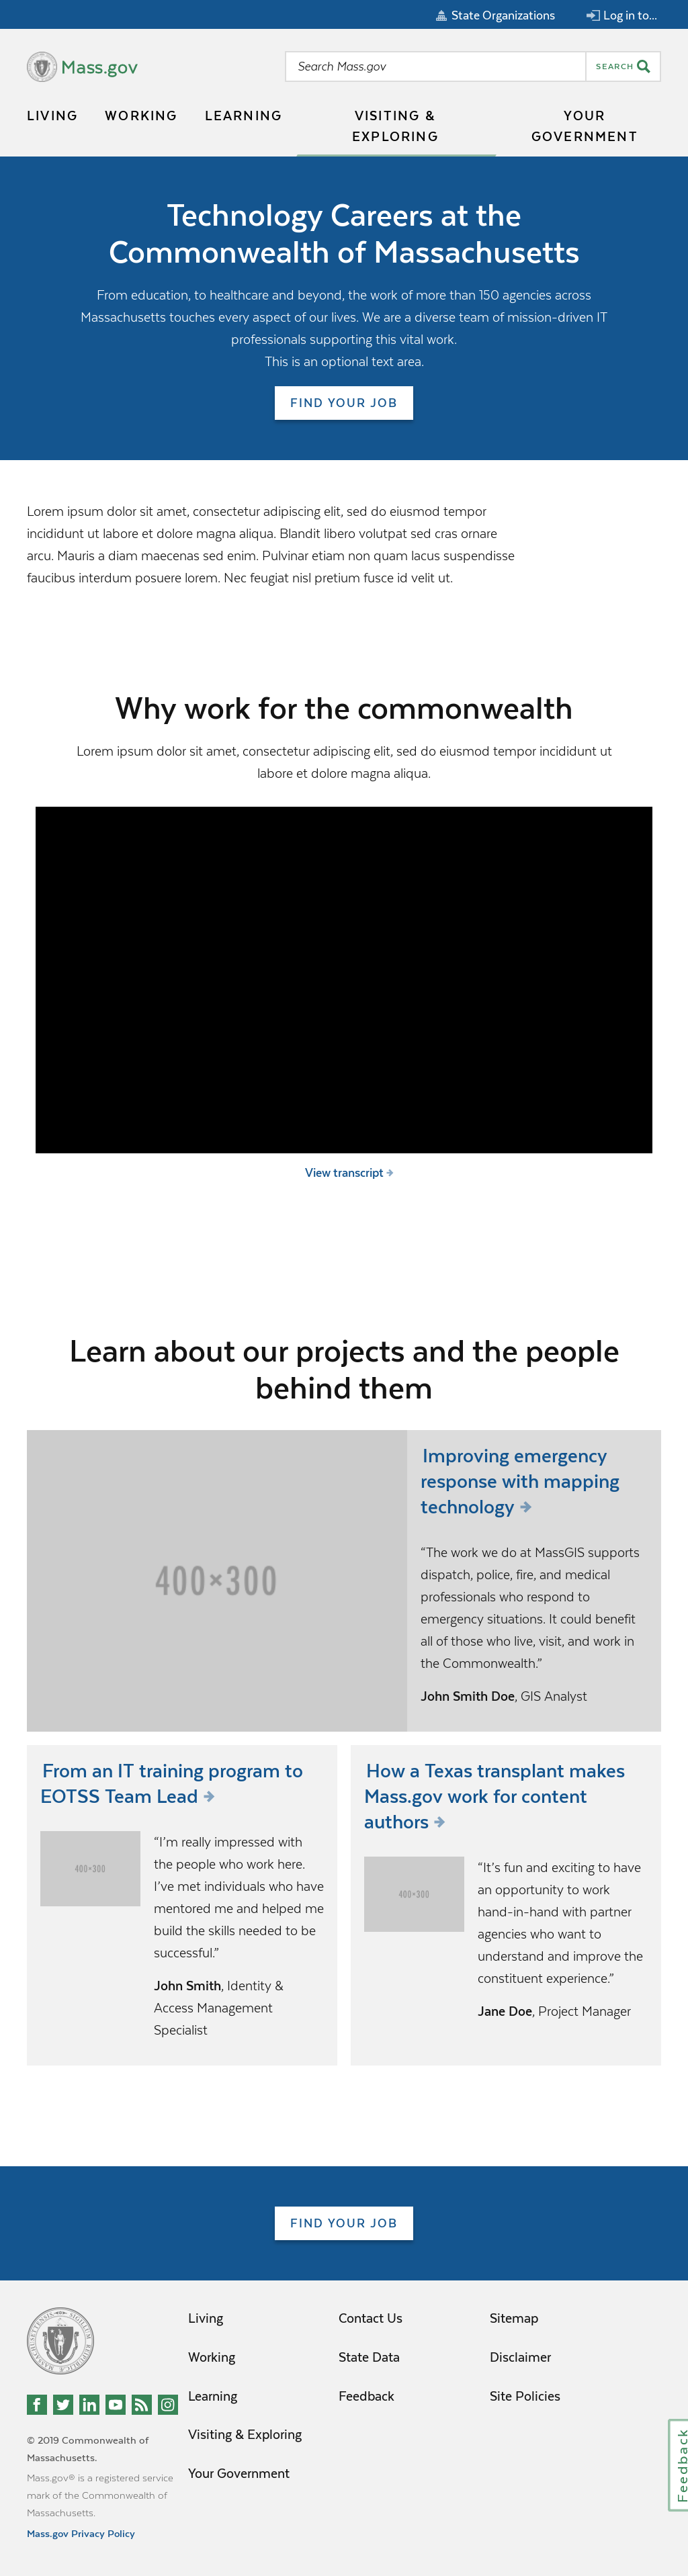 State Organizations
Log in to...
Mass.gov
Search Mass.gov
SEARCH
LIVING
WORKING
LEARNING
VISITING &
EXPLORING
YOUR
GOVERNMENT
Technology Careers at the
Commonwealth of Massachusetts
From education, to healthcare and beyond, the work of more than 150 agencies across
Massachusetts touches every aspect of our lives. We are a diverse team of mission-driven IT
professionals supporting this vital work.
This is an optional text area.
FIND YOUR JOB
Lorem ipsum dolor sit amet, consectetur adipiscing elit, sed do eiusmod tempor
incididunt ut labore et dolore magna aliqua. Blandit libero volutpat sed cras ornare
arcu. Mauris a diam maecenas sed enim. Pulvinar etiam non quam lacus suspendisse
faucibus interdum posuere lorem. Nec feugiat nisl pretium fusce id velit ut.
Why work for the commonwealth
Lorem ipsum dolor sit amet, consectetur adipiscing elit, sed do eiusmod tempor incididunt ut
labore et dolore magna aliqua.
View transcript
Learn about our projects and the people
behind them
400×300
Improving emergency
response with mapping
technology
“The work we do at MassGIS supports
dispatch, police, fire, and medical
professionals who respond to
emergency situations. It could benefit
all of those who live, visit, and work in
the Commonwealth.”
John Smith Doe, GIS Analyst
From an IT training program to
EOTSS Team Lead
400×300
“I’m really impressed with
the people who work here.
I’ve met individuals who have
mentored me and helped me
build the skills needed to be
successful.”
John Smith, Identity &
Access Management
Specialist
How a Texas transplant makes
Mass.gov work for content
authors
400×300
“It’s fun and exciting to have
an opportunity to work
hand-in-hand with partner
agencies who want to
understand and improve the
constituent experience.”
Jane Doe, Project Manager
FIND YOUR JOB
Living
Working
Learning
Visiting & Exploring
Your Government
Contact Us
State Data
Feedback
Sitemap
Disclaimer
Site Policies
© 2019 Commonwealth of
Massachusetts.
Mass.gov® is a registered service
mark of the Commonwealth of
Massachusetts.
Mass.gov Privacy Policy
Feedback